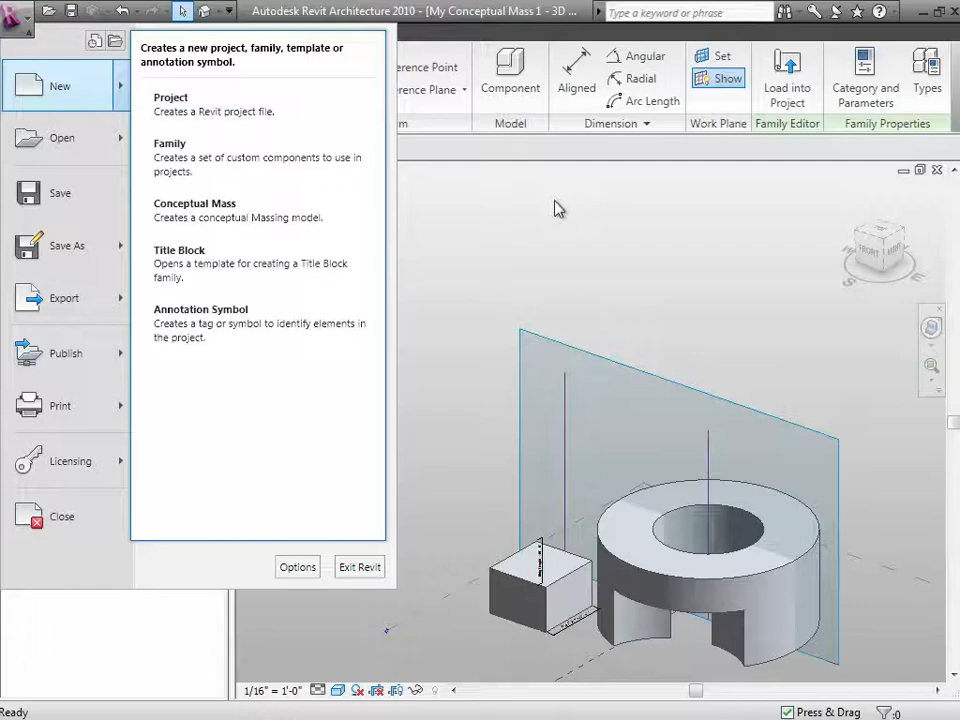 Autodesk Revit Architecture 2010 - [My Conceptual Mass 1 - 3D ...
Type a keyword or phrase
Creates a new project, family, template or
annotation symbol.
New
Project
Creates a Revit project file.
Family
Creates a set of custom components to use in
projects.
Conceptual Mass
Creates a conceptual Massing model.
Title Block
Opens a template for creating a Title Block
family.
Annotation Symbol
Creates a tag or symbol to identify elements in
the project.
Open
Save
Save As
Export
Publish
Print
Licensing
Close
Options
Exit Revit
erence Point
erence Plane
m
Component
Model
Aligned
Angular
Radial
Arc Length
Dimension
Set
Show
Work Plane
Load into
Project
Family Editor
Category and
Parameters
Types
Family Properties
FRONT
S
E
1/16" = 1'-0"
Ready
Press & Drag
:0